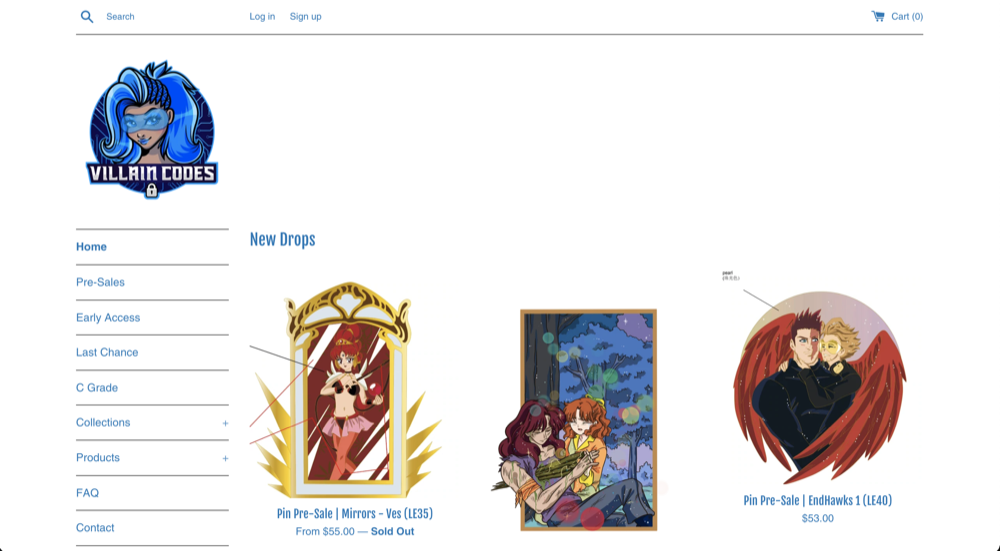 Search
Log in
Sign up
Cart (0)
VILLAIN CODES
Home
Pre-Sales
Early Access
Last Chance
C Grade
Collections +
Products +
FAQ
Contact
New Drops
Pin Pre-Sale | Mirrors - Ves (LE35)
From $55.00 — Sold Out
pearl
Pin Pre-Sale | EndHawks 1 (LE40)
$53.00